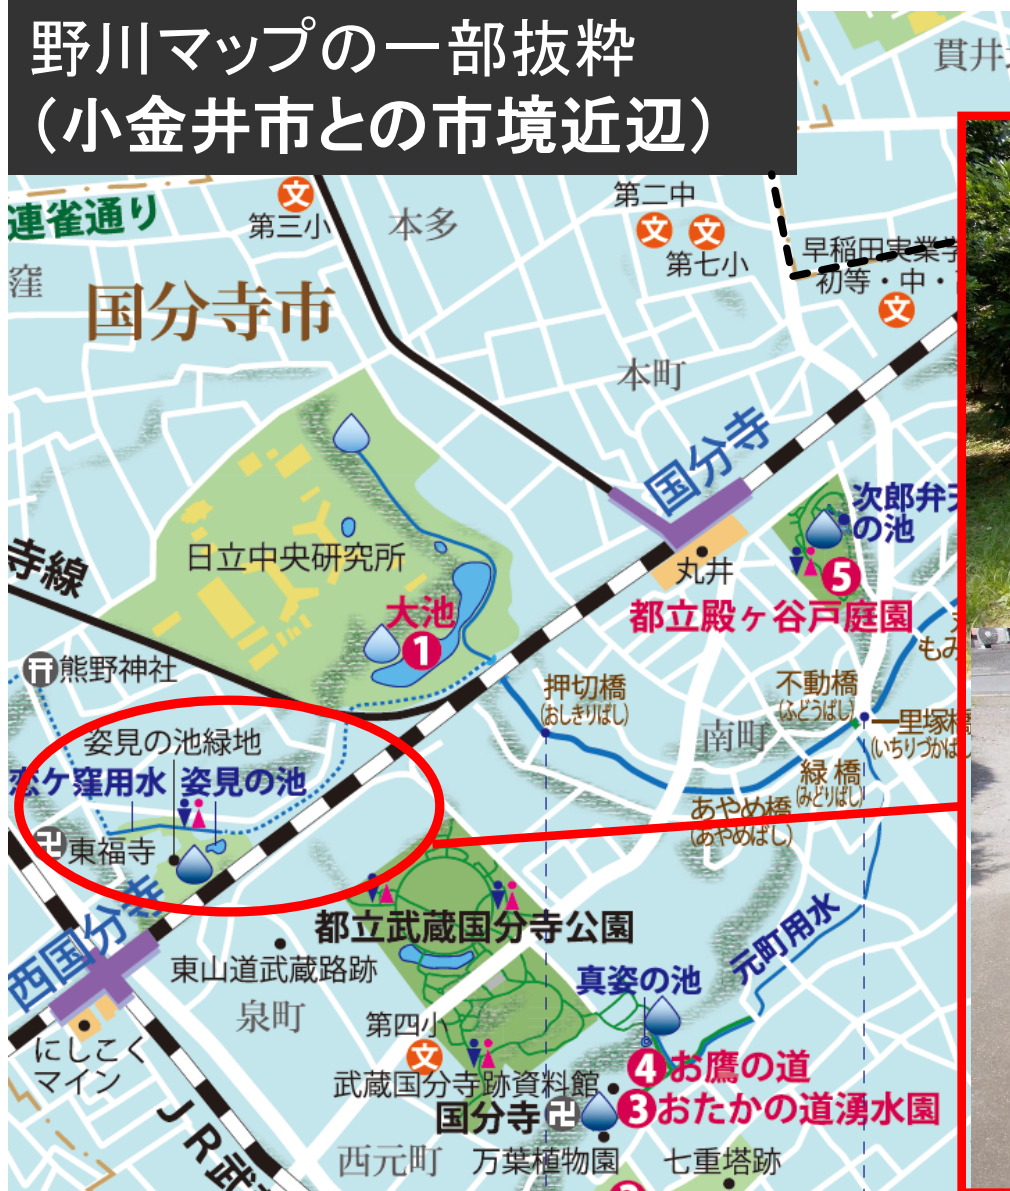 野川マップの一部抜粋
（小金井市との市境近辺）
貫井
連雀通り
第三小
本多
第二中
第七小
早稲田実業学
初等・中・
窪
国分寺市
本町
国分寺
次郎弁天
の池
日立中央研究所
寺線
丸井
5
都立殿ヶ谷戸庭園
大池
1
もみ
熊野神社
押切橋
(おしきりばし)
不動橋
(ふどうばし)
南町
一里塚橋
(いちりづかばし
姿見の池緑地
恋ケ窪用水
姿見の池
緑橋
(みどりばし)
あやめ橋
(あやめばし)
東福寺
西国分寺
都立武蔵国分寺公園
元町用水
東山道武蔵路跡
真姿の池
泉町
第四小
にしこく
マイン
4お鷹の道
武蔵国分寺跡資料館
国分寺
3おたかの道湧水園
JR武
西元町
万葉植物園
七重塔跡